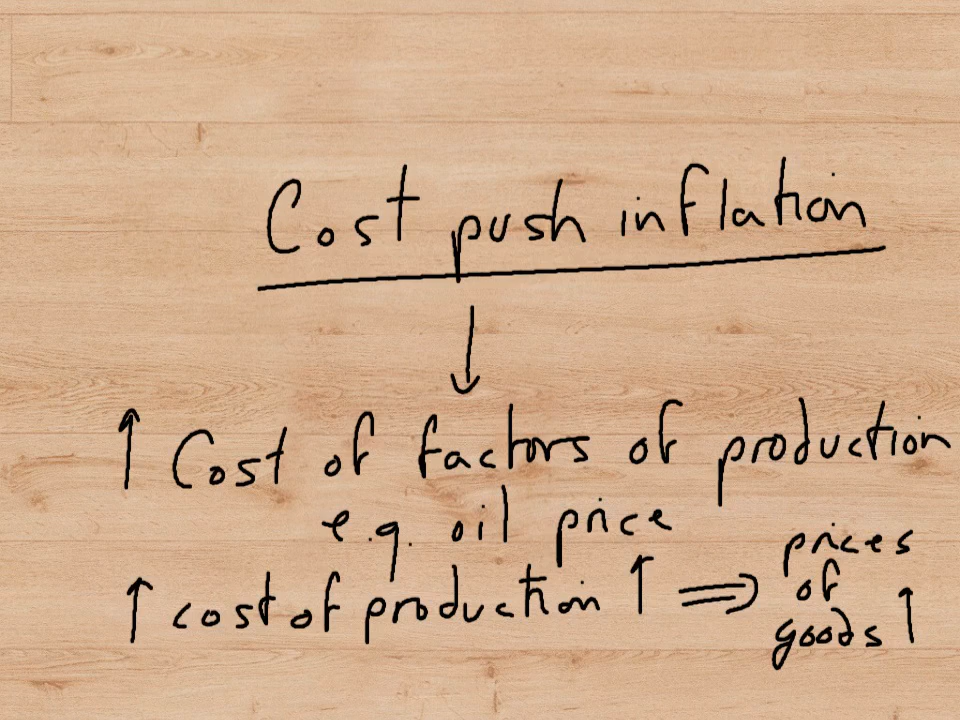 Cost push inflation
↓
↑ Cost of factors of production
e.g. oil price
↑ cost of production ↑ ⇒ prices
of
goods ↑